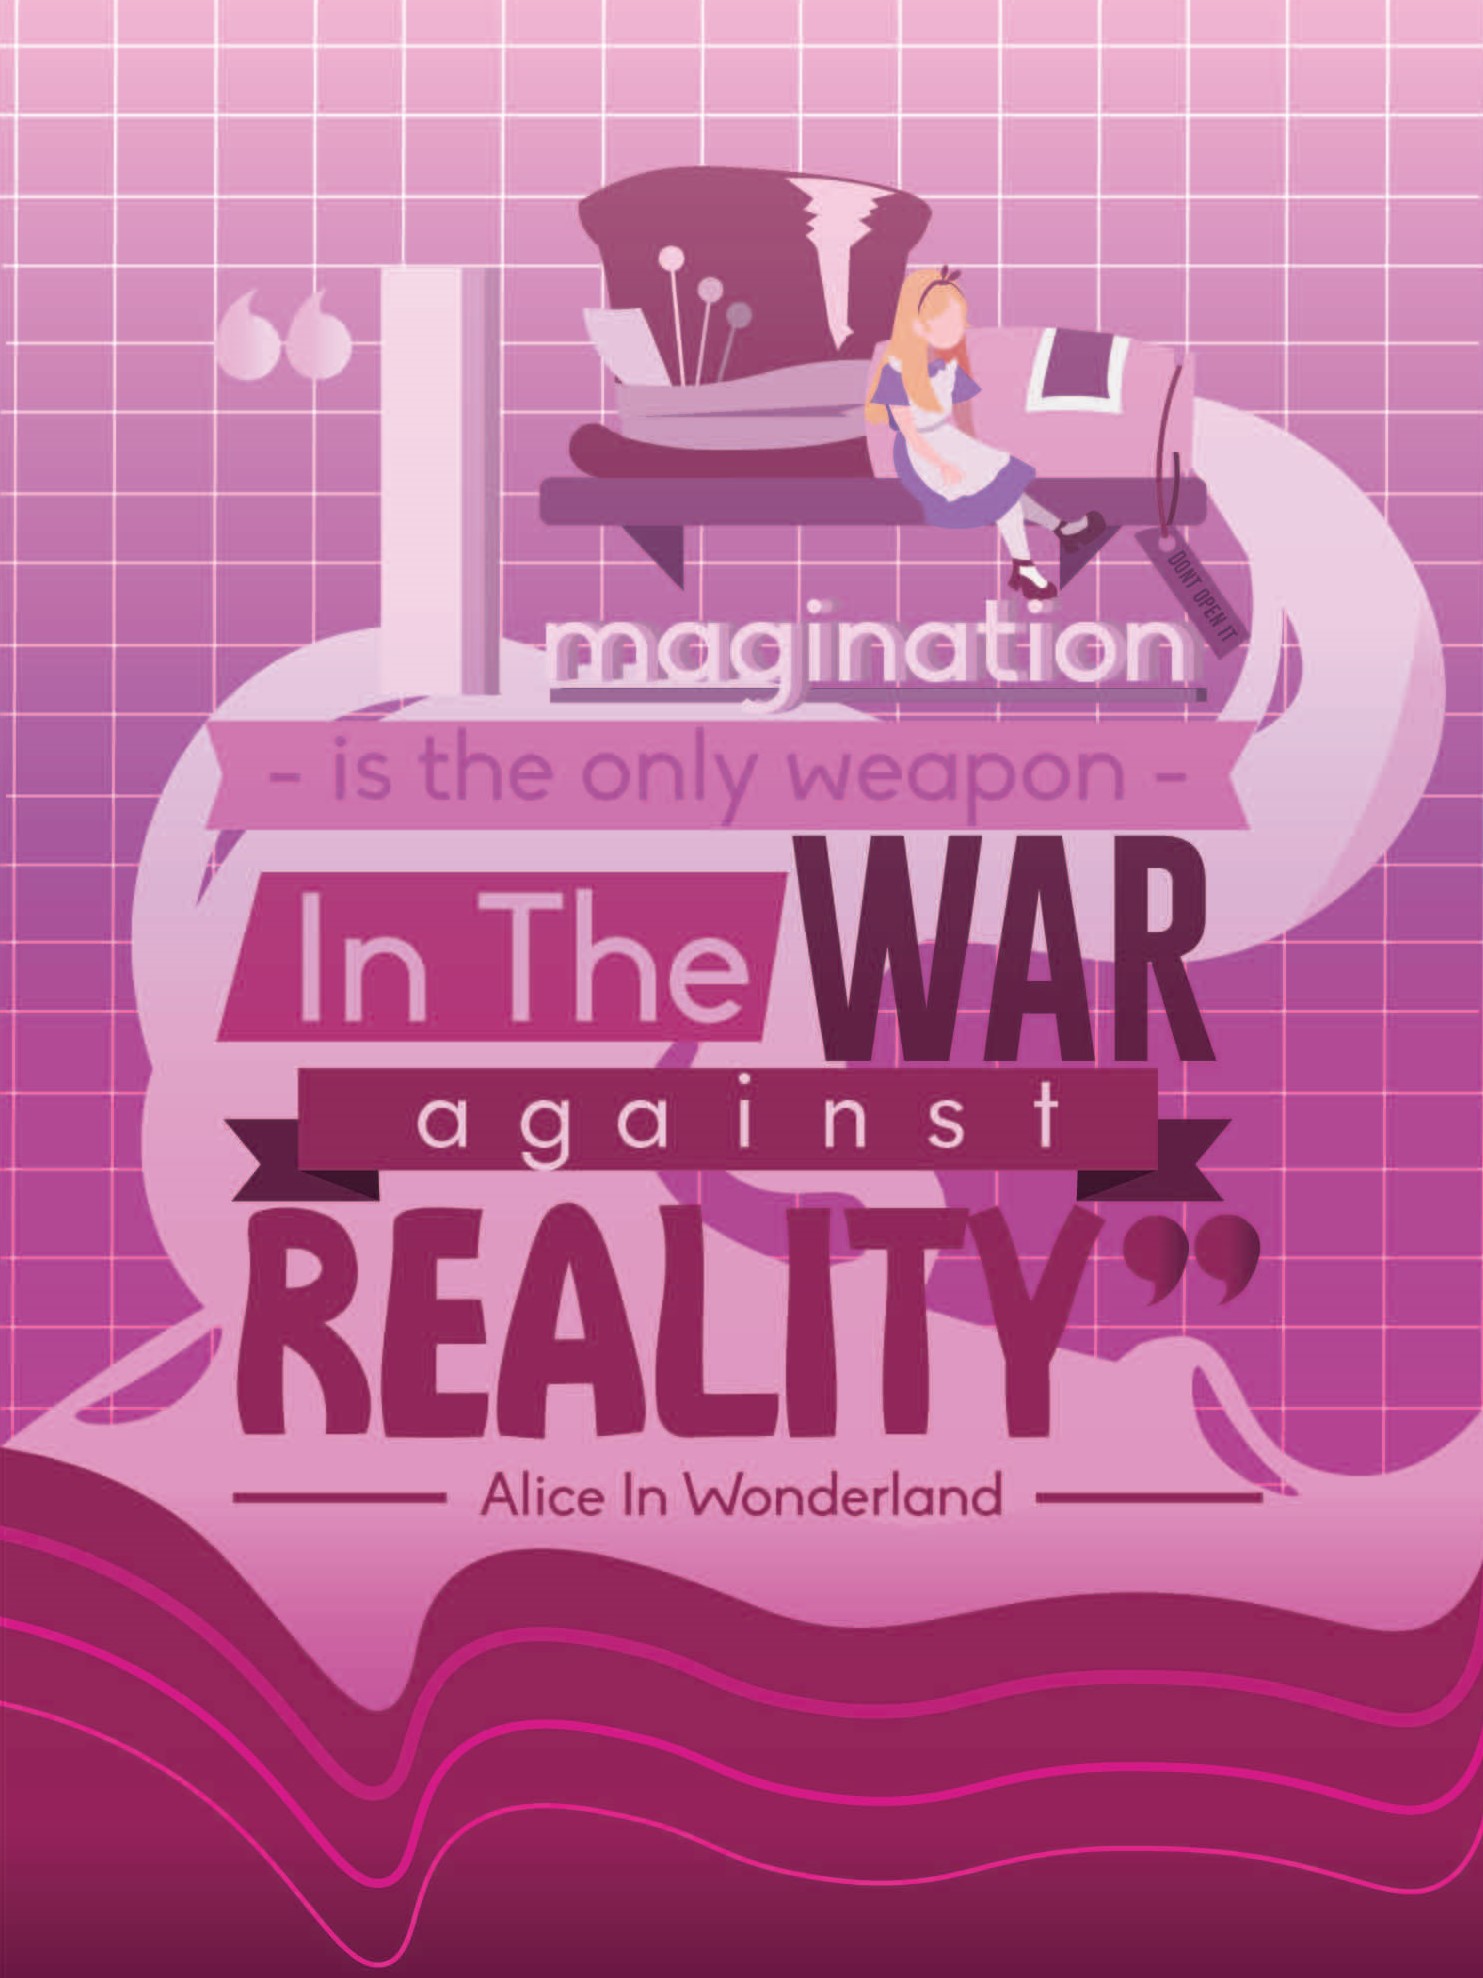 “Imagination
DONT OPEN IT
- is the only weapon -
In The WAR
against
REALITY”
Alice In Wonderland